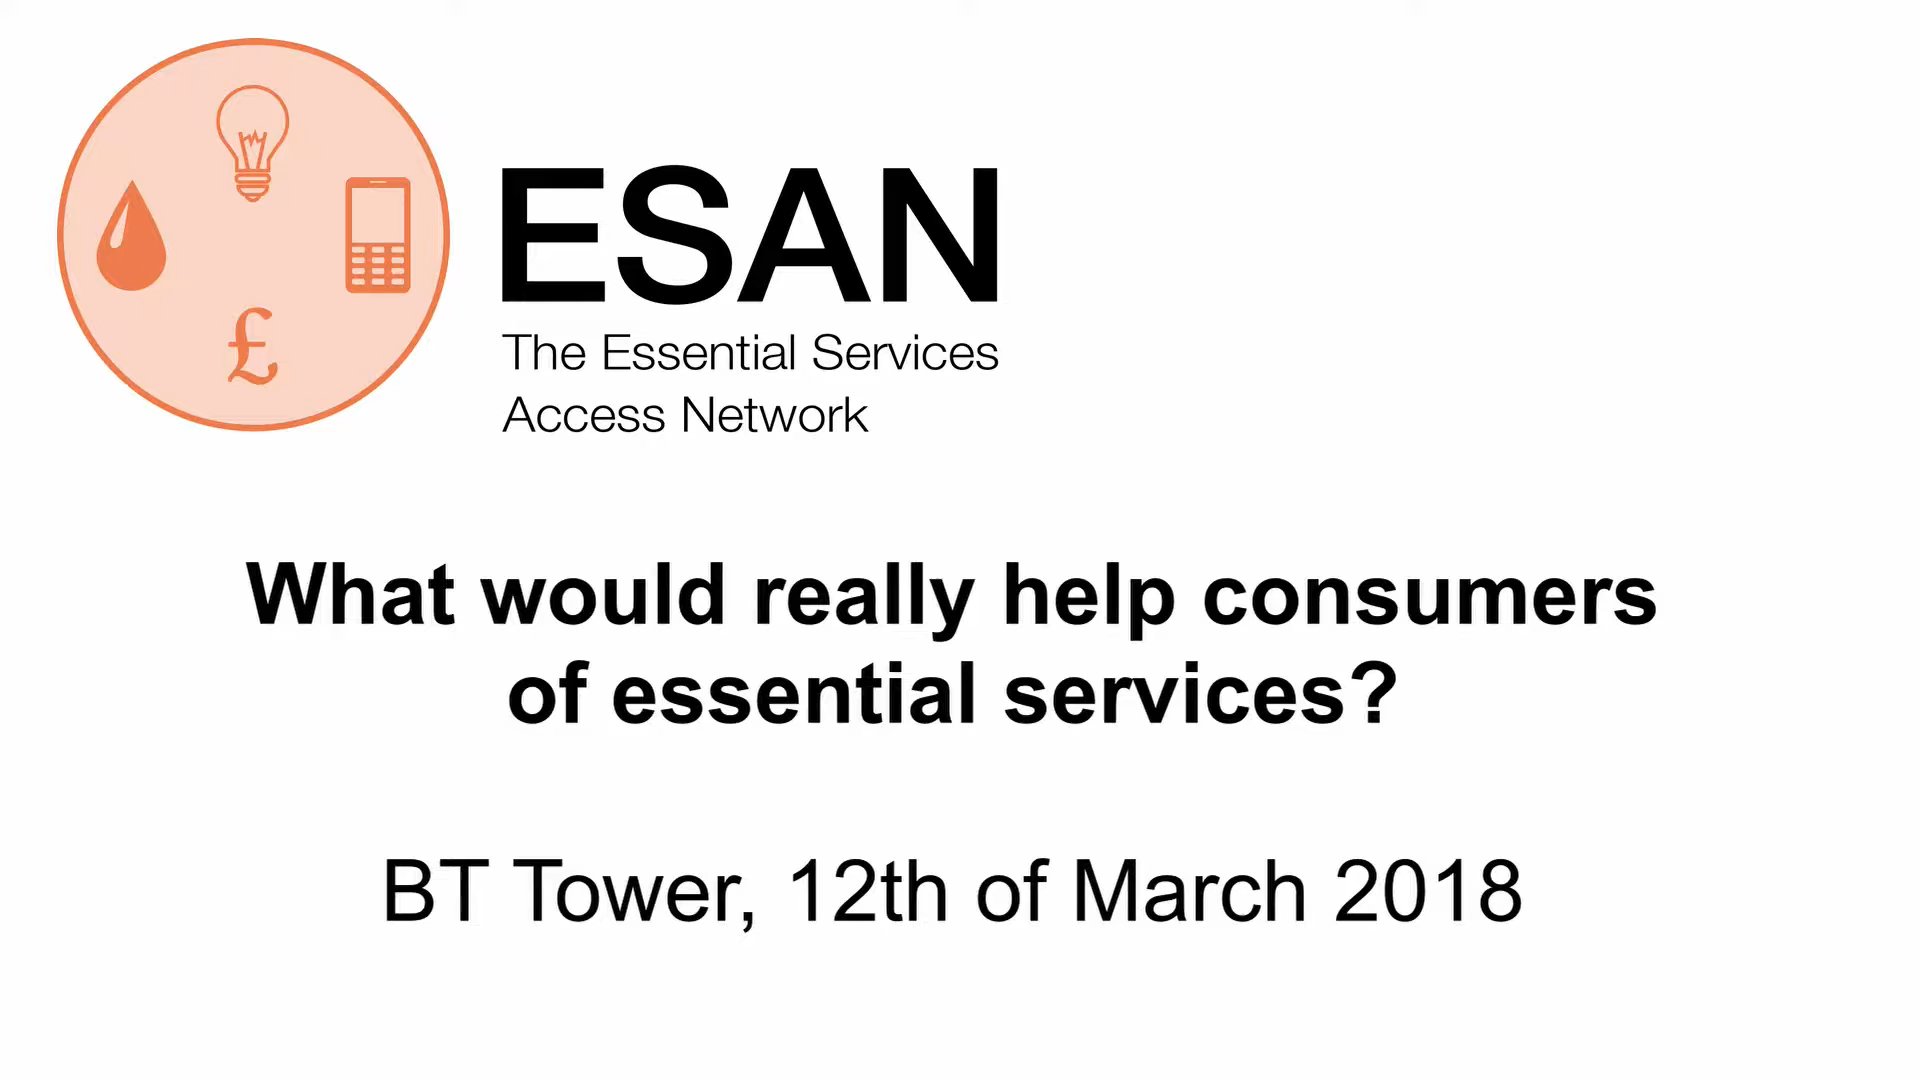 £
ESAN
The Essential Services
Access Network
What would really help consumers
of essential services?
BT Tower, 12th of March 2018